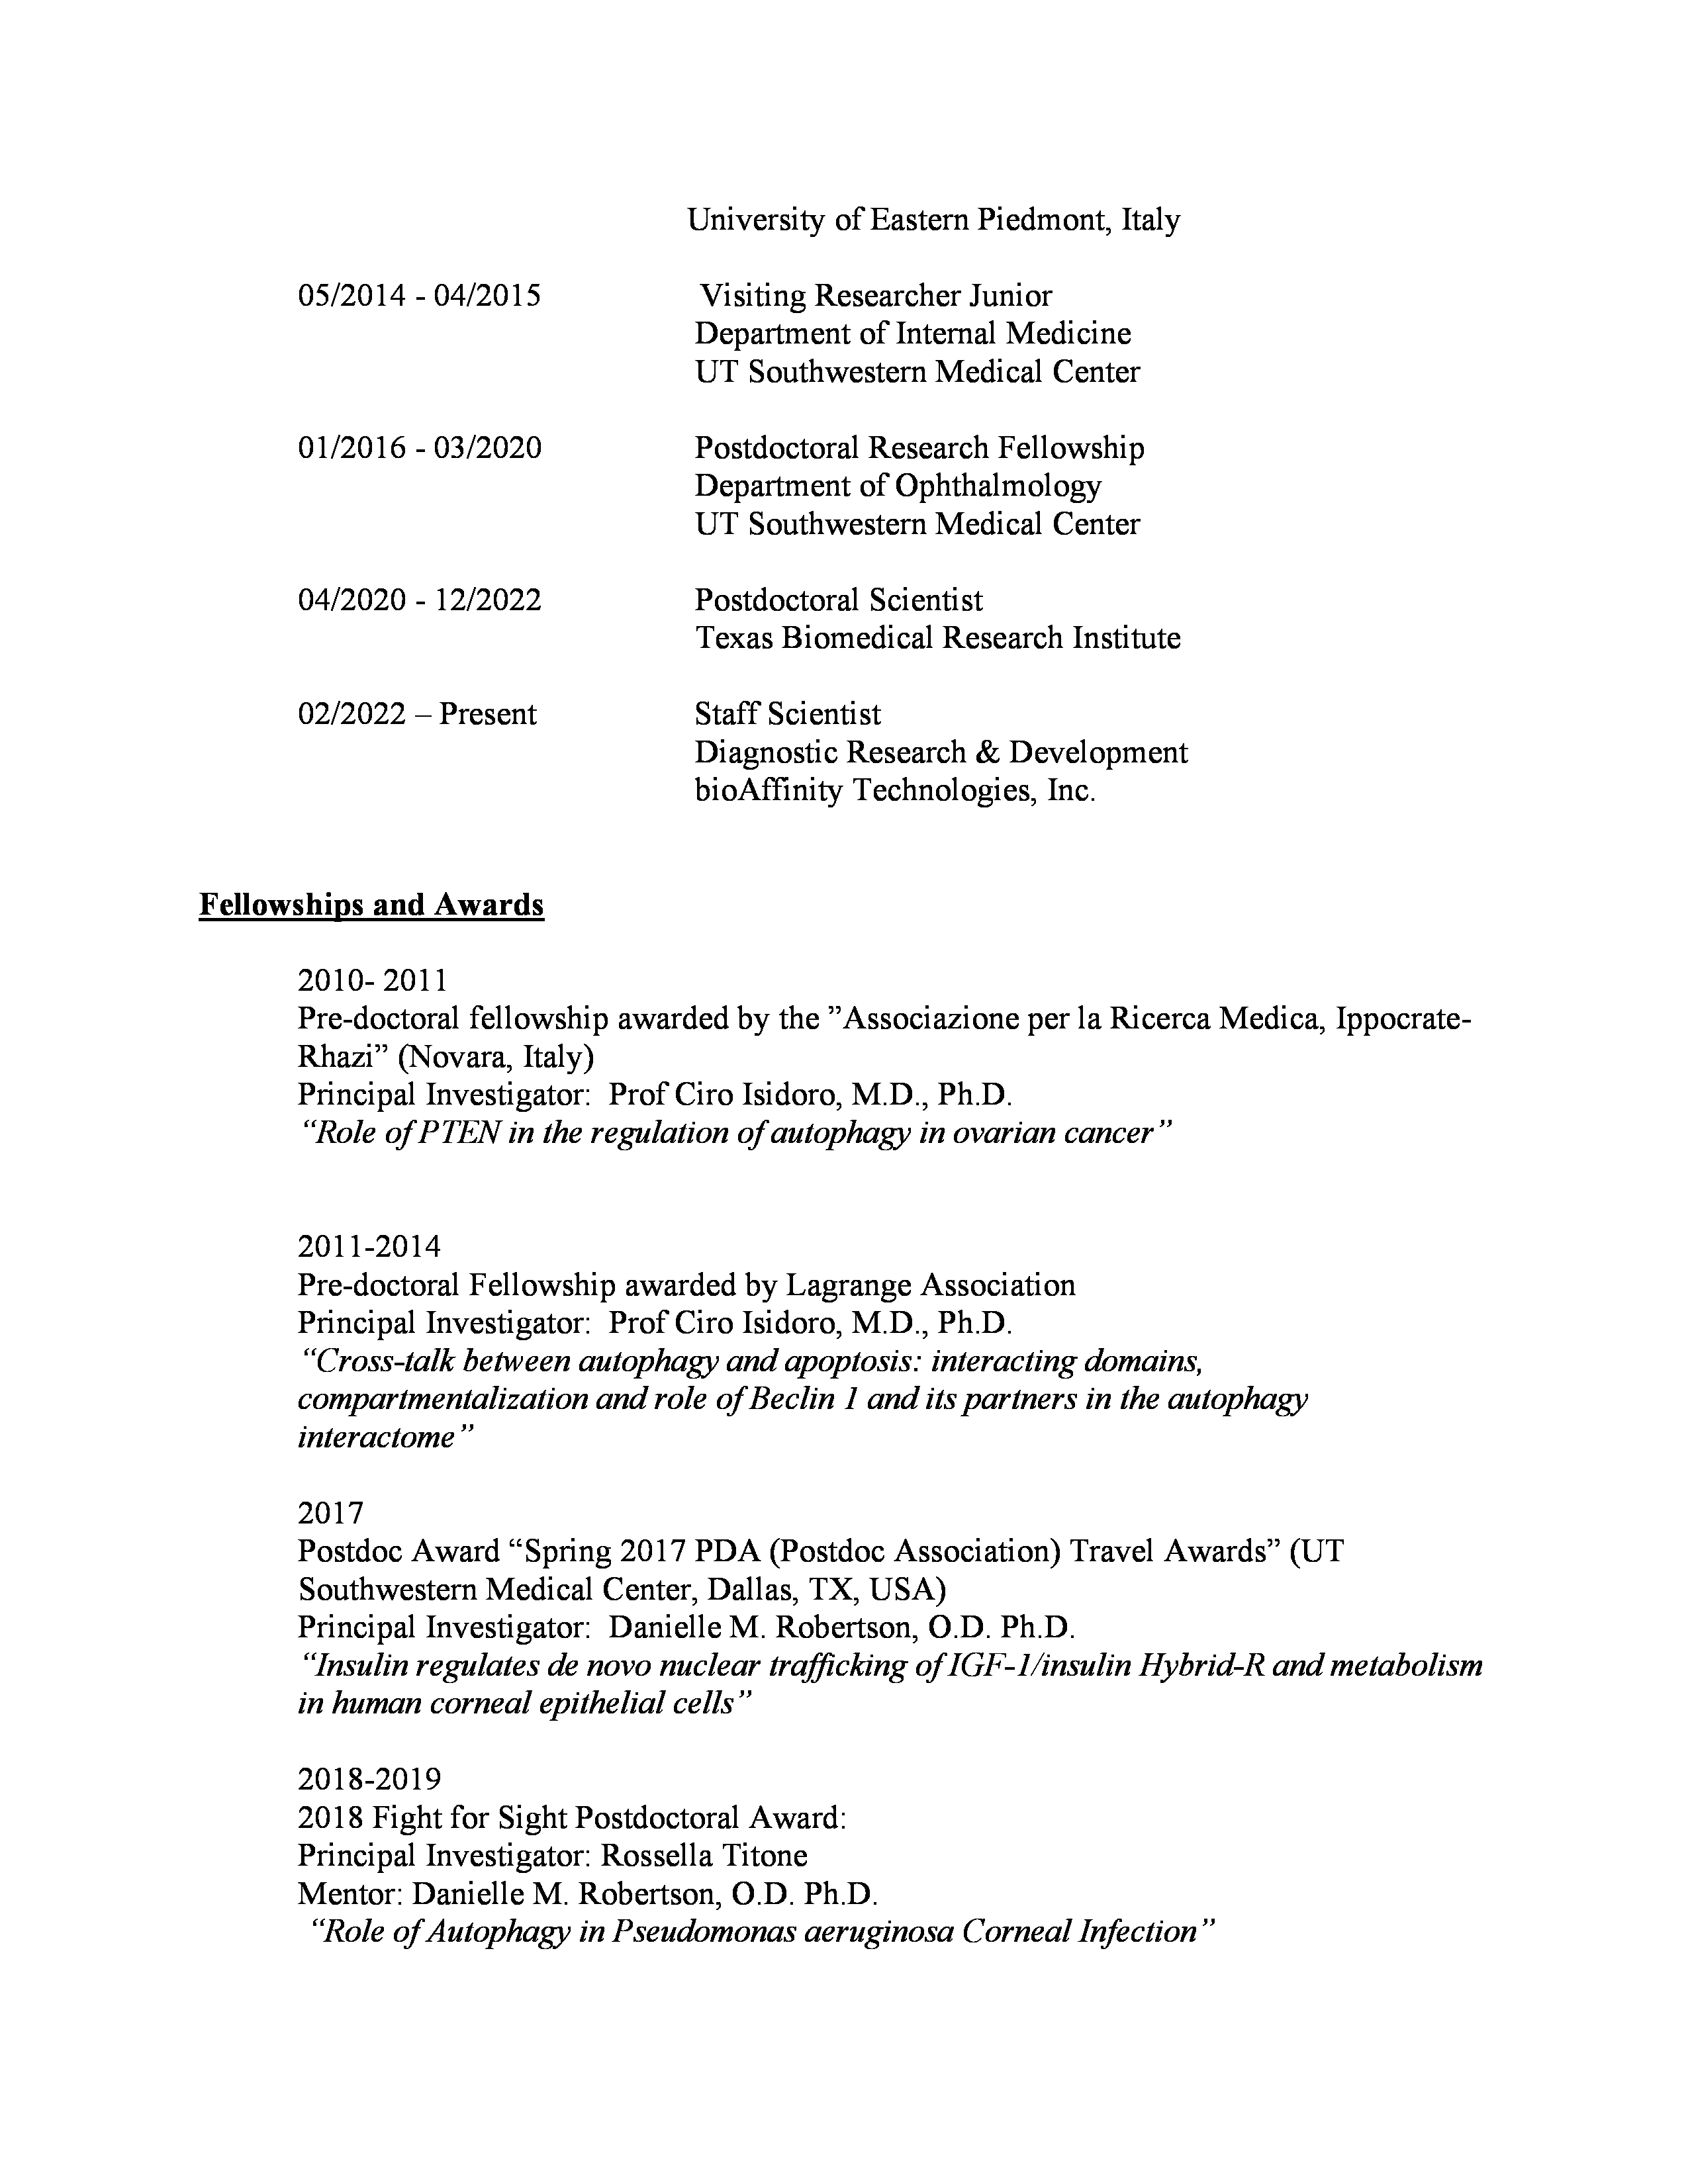 University of Eastern Piedmont, Italy
05/2014 - 04/2015 Visiting Researcher Junior
Department of Internal Medicine
UT Southwestern Medical Center
01/2016 - 03/2020 Postdoctoral Research Fellowship
Department of Ophthalmology
UT Southwestern Medical Center
04/2020 - 12/2022 Postdoctoral Scientist
Texas Biomedical Research Institute
02/2022 – Present Staff Scientist
Diagnostic Research & Development
bioAffinity Technologies, Inc.
Fellowships and Awards
2010- 2011
Pre-doctoral fellowship awarded by the ”Associazione per la Ricerca Medica, Ippocrate-
Rhazi” (Novara, Italy)
Principal Investigator: Prof Ciro Isidoro, M.D., Ph.D.
“Role of PTEN in the regulation of autophagy in ovarian cancer”
2011-2014
Pre-doctoral Fellowship awarded by Lagrange Association
Principal Investigator: Prof Ciro Isidoro, M.D., Ph.D.
“Cross-talk between autophagy and apoptosis: interacting domains,
compartmentalization and role of Beclin 1 and its partners in the autophagy
interactome”
2017
Postdoc Award “Spring 2017 PDA (Postdoc Association) Travel Awards” (UT
Southwestern Medical Center, Dallas, TX, USA)
Principal Investigator: Danielle M. Robertson, O.D. Ph.D.
“Insulin regulates de novo nuclear trafficking of IGF-1/insulin Hybrid-R and metabolism
in human corneal epithelial cells”
2018-2019
2018 Fight for Sight Postdoctoral Award:
Principal Investigator: Rossella Titone
Mentor: Danielle M. Robertson, O.D. Ph.D.
“Role of Autophagy in Pseudomonas aeruginosa Corneal Infection”